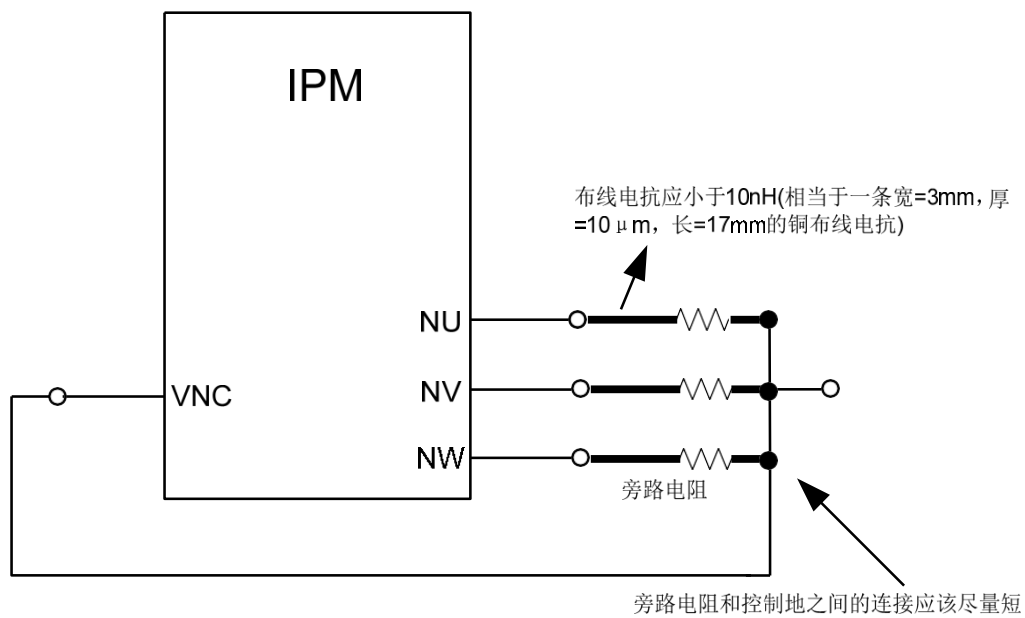 IPM
布线电抗应小于10nH(相当于一条宽=3mm，厚
=10μm，长=17mm的铜布线电抗)
NU
VNC
NV
NW
旁路电阻
旁路电阻和控制地之间的连接应该尽量短